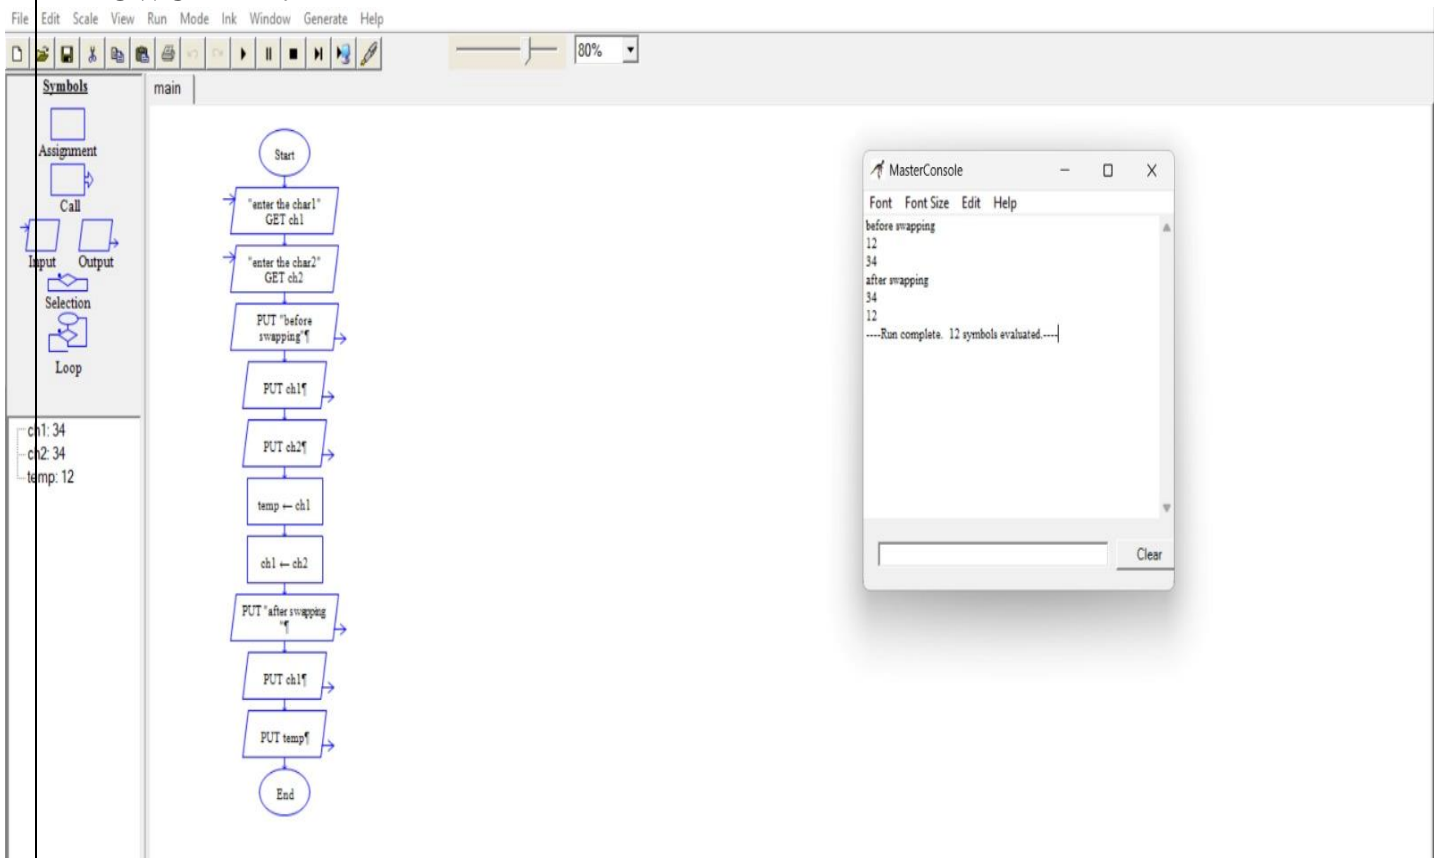 File Edit Scale View Run Mode Ink Window Generate Help
80%
Symbols
Assignment
Call
Input Output
Selection
Loop
ch1: 34
ch2: 34
temp: 12
main
Start
"enter the char1"
GET ch1
"enter the char2"
GET ch2
PUT "before
swapping"¶
PUT ch1¶
PUT ch2¶
temp ← ch1
ch1 ← ch2
PUT "after swapping
"¶
PUT ch1¶
PUT temp¶
End
MasterConsole
Font Font Size Edit Help
before swapping
12
34
after swapping
34
12
----Run complete. 12 symbols evaluated.----
Clear